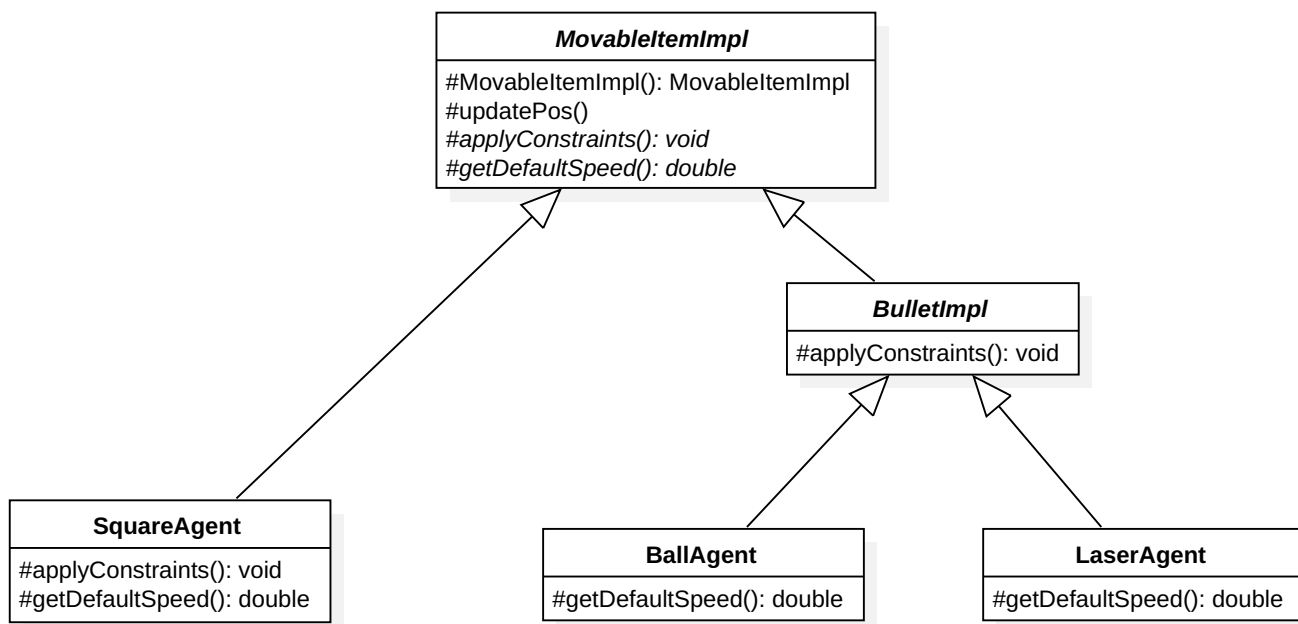 MovableItemImpl
#MovableItemImpl(): MovableItemImpl
#updatePos()
#applyConstraints(): void
#getDefaultSpeed(): double
BulletImpl
#applyConstraints(): void
SquareAgent
#applyConstraints(): void
#getDefaultSpeed(): double
BallAgent
#getDefaultSpeed(): double
LaserAgent
#getDefaultSpeed(): double